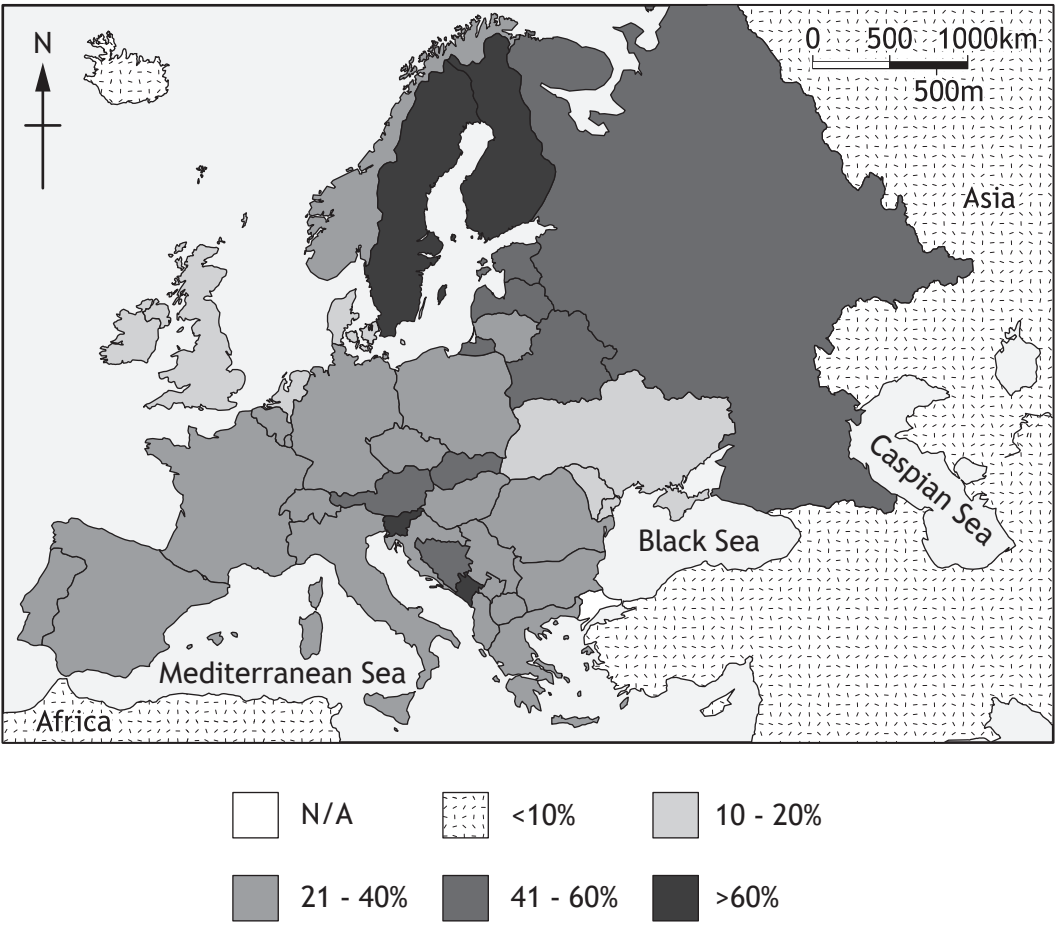 N
0 500 1000km
500m
Asia
Caspian Sea
Black Sea
Mediterranean Sea
Africa
N/A <10% 10 - 20%
21 - 40% 41 - 60% >60%